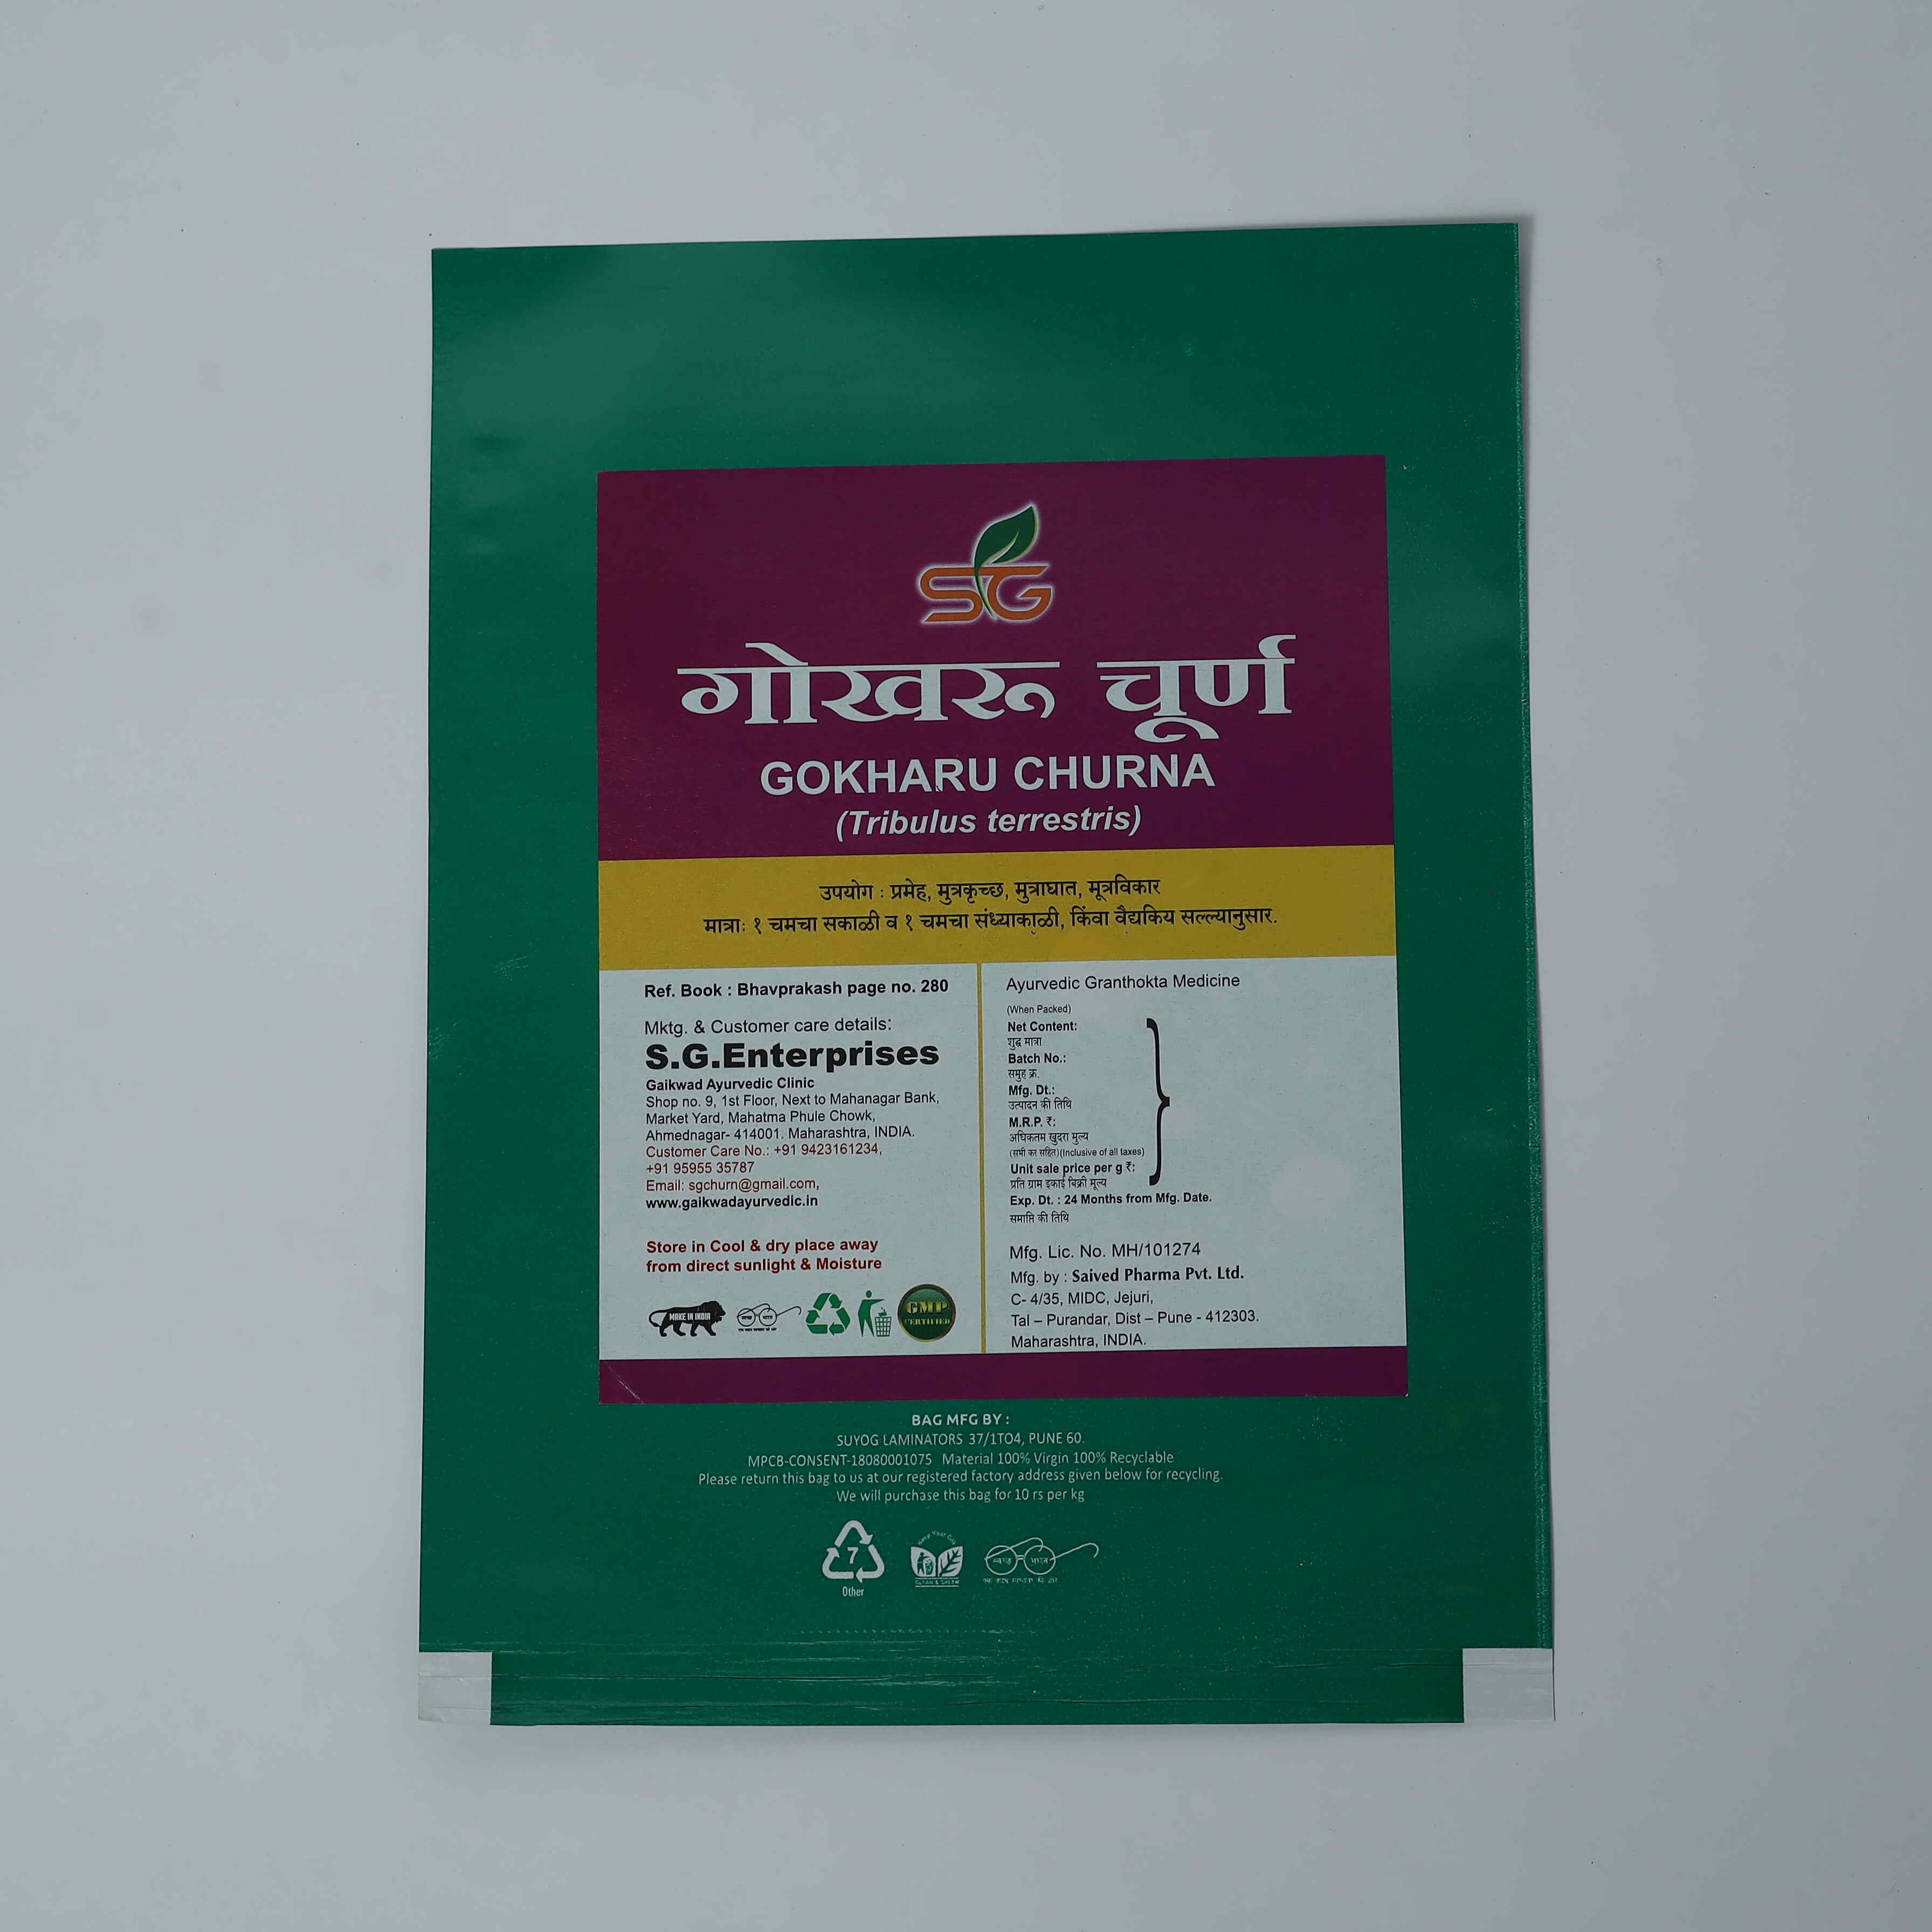 SG
गोखरू चूर्ण
GOKHARU CHURNA
(Tribulus terrestris)
उपयोग : प्रमेह, मुत्रकृच्छ, मुत्राघात, मूत्रविकार
मात्राः १ चमचा सकाळी व १ चमचा संध्याकाळी, किंवा वैद्यकिय सल्ल्यानुसार.
Ref. Book : Bhavprakash page no. 280
Mktg. & Customer care details:
S.G.Enterprises
Gaikwad Ayurvedic Clinic
Shop no. 9, 1st Floor, Next to Mahanagar Bank,
Market Yard, Mahatma Phule Chowk,
Ahmednagar- 414001. Maharashtra, INDIA.
Customer Care No.: +91 9423161234,
+91 95955 35787
Email: sgchurn@gmail.com,
www.gaikwadayurvedic.in
Store in Cool & dry place away
from direct sunlight & Moisture
MAKE IN INDIA
GMP
CERTIFIED
Ayurvedic Granthokta Medicine
(When Packed)
Net Content:
शुद्ध मात्रा
Batch No.:
समुह क्र.
Mfg. Dt.:
उत्पादन की तिथि
M.R.P. ₹:
अधिकतम खुदरा मुल्य
(सभी कर सहित)(Inclusive of all taxes)
Unit sale price per g ₹:
प्रति ग्राम इकाई बिक्री मूल्य
Exp. Dt. : 24 Months from Mfg. Date.
समाप्ति की तिथि
Mfg. Lic. No. MH/101274
Mfg. by : Saived Pharma Pvt. Ltd.
C- 4/35, MIDC, Jejuri,
Tal – Purandar, Dist – Pune - 412303.
Maharashtra, INDIA.
BAG MFG BY :
SUYOG LAMINATORS 37/1TO4, PUNE 60.
MPCB-CONSENT-18080001075 Material 100% Virgin 100% Recyclable
Please return this bag to us at our registered factory address given below for recycling.
We will purchase this bag for 10 rs per kg
7
Other
स्वच्छ भारत